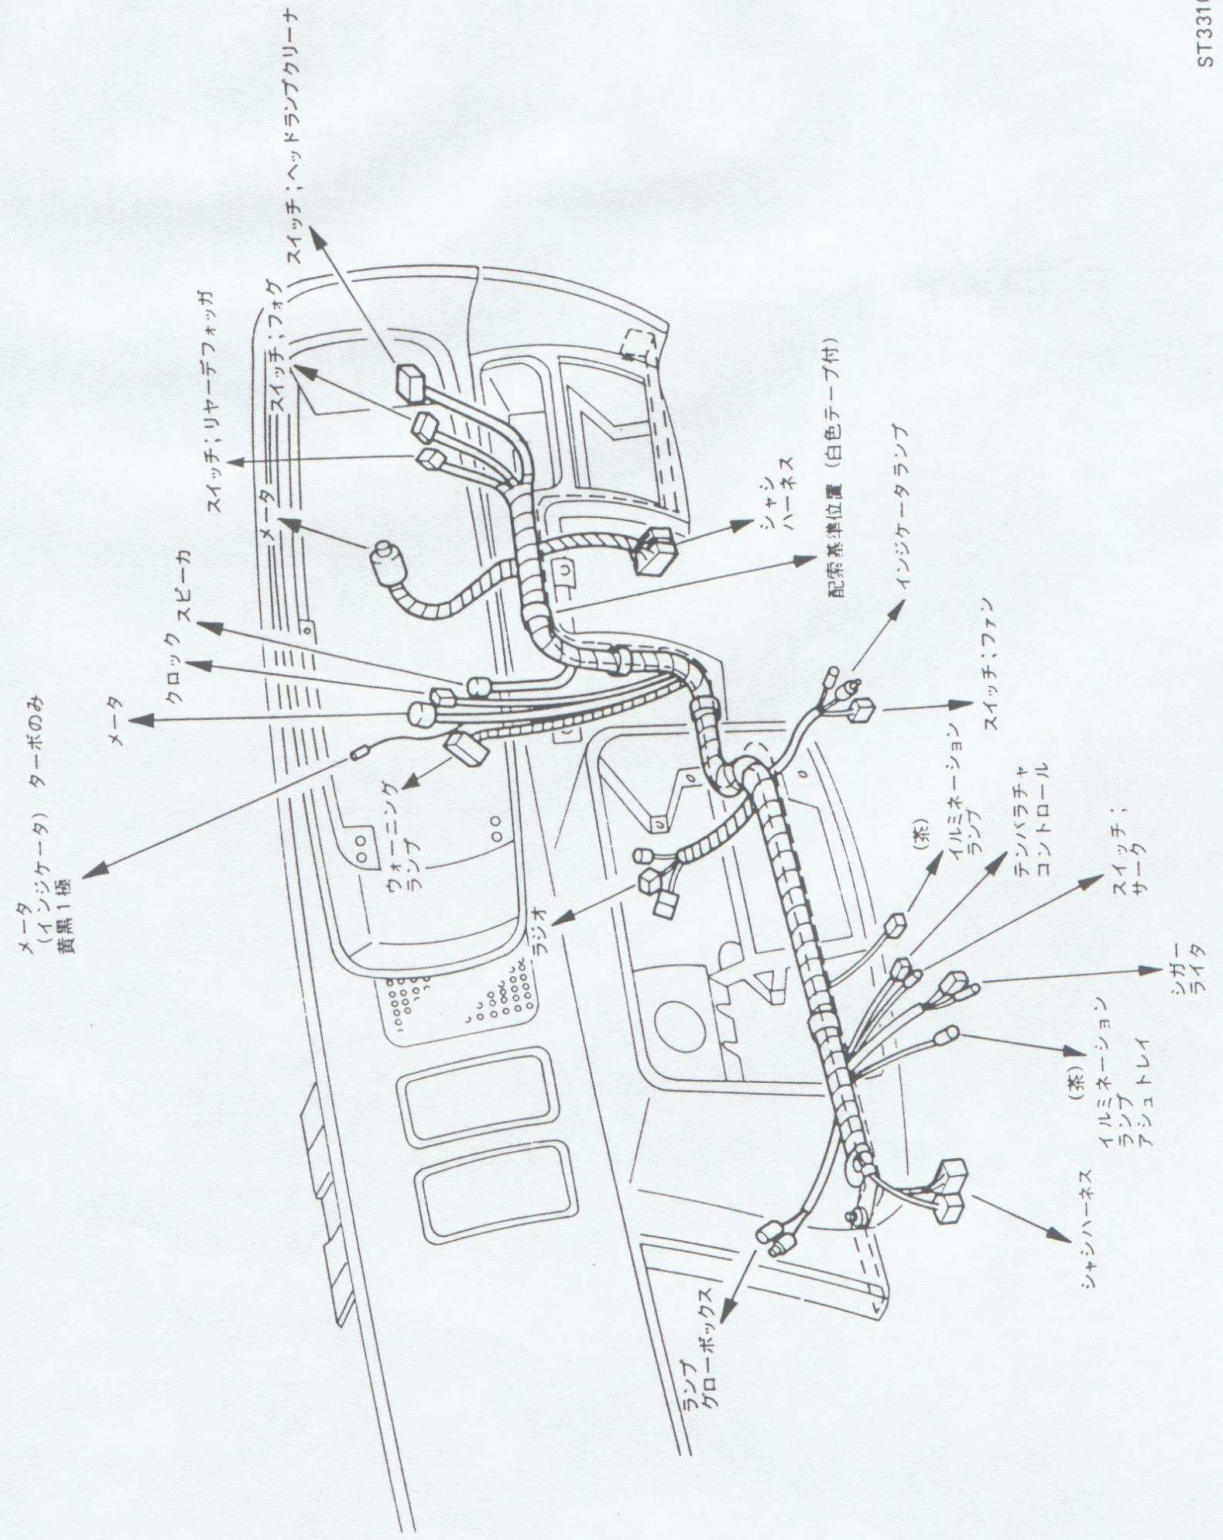 メータ
(インジケータ) ターボのみ
黄黒1極
メータ
クロック
スピーカ
メータ
スイッチ;リヤーデフォッガ
スイッチ;フォグ
スイッチ;ヘッドランプクリーナ
ウォーニング
ランプ
ラジオ
シャシ
ハーネス
配索基準位置 (白色テープ付)
インジケータランプ
スイッチ;ファン
(茶)
イルミネーション
ランプ
テンパラチャ
コントロール
スイッチ;
サーク
シガー
ライタ
(茶)
イルミネーション
ランプ
アシュトレイ
シャシハーネス
ランプ
グローボックス